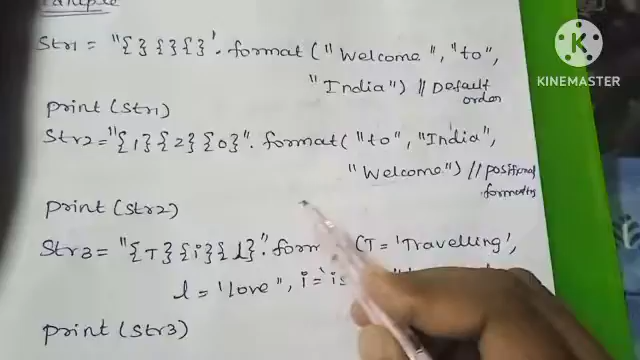 Example
Str1 = "{}{}{}'.format("Welcome", "to",
"India") // Default
order
print(str1)
Str2="{1}{2}{0}".format("to", "India",
"Welcome") // positional
formatting
print(str2)
Str3= "{T}{i}{l}".form (T='Travelling',
l='Love", i='is
print(str3)
KINEMASTER